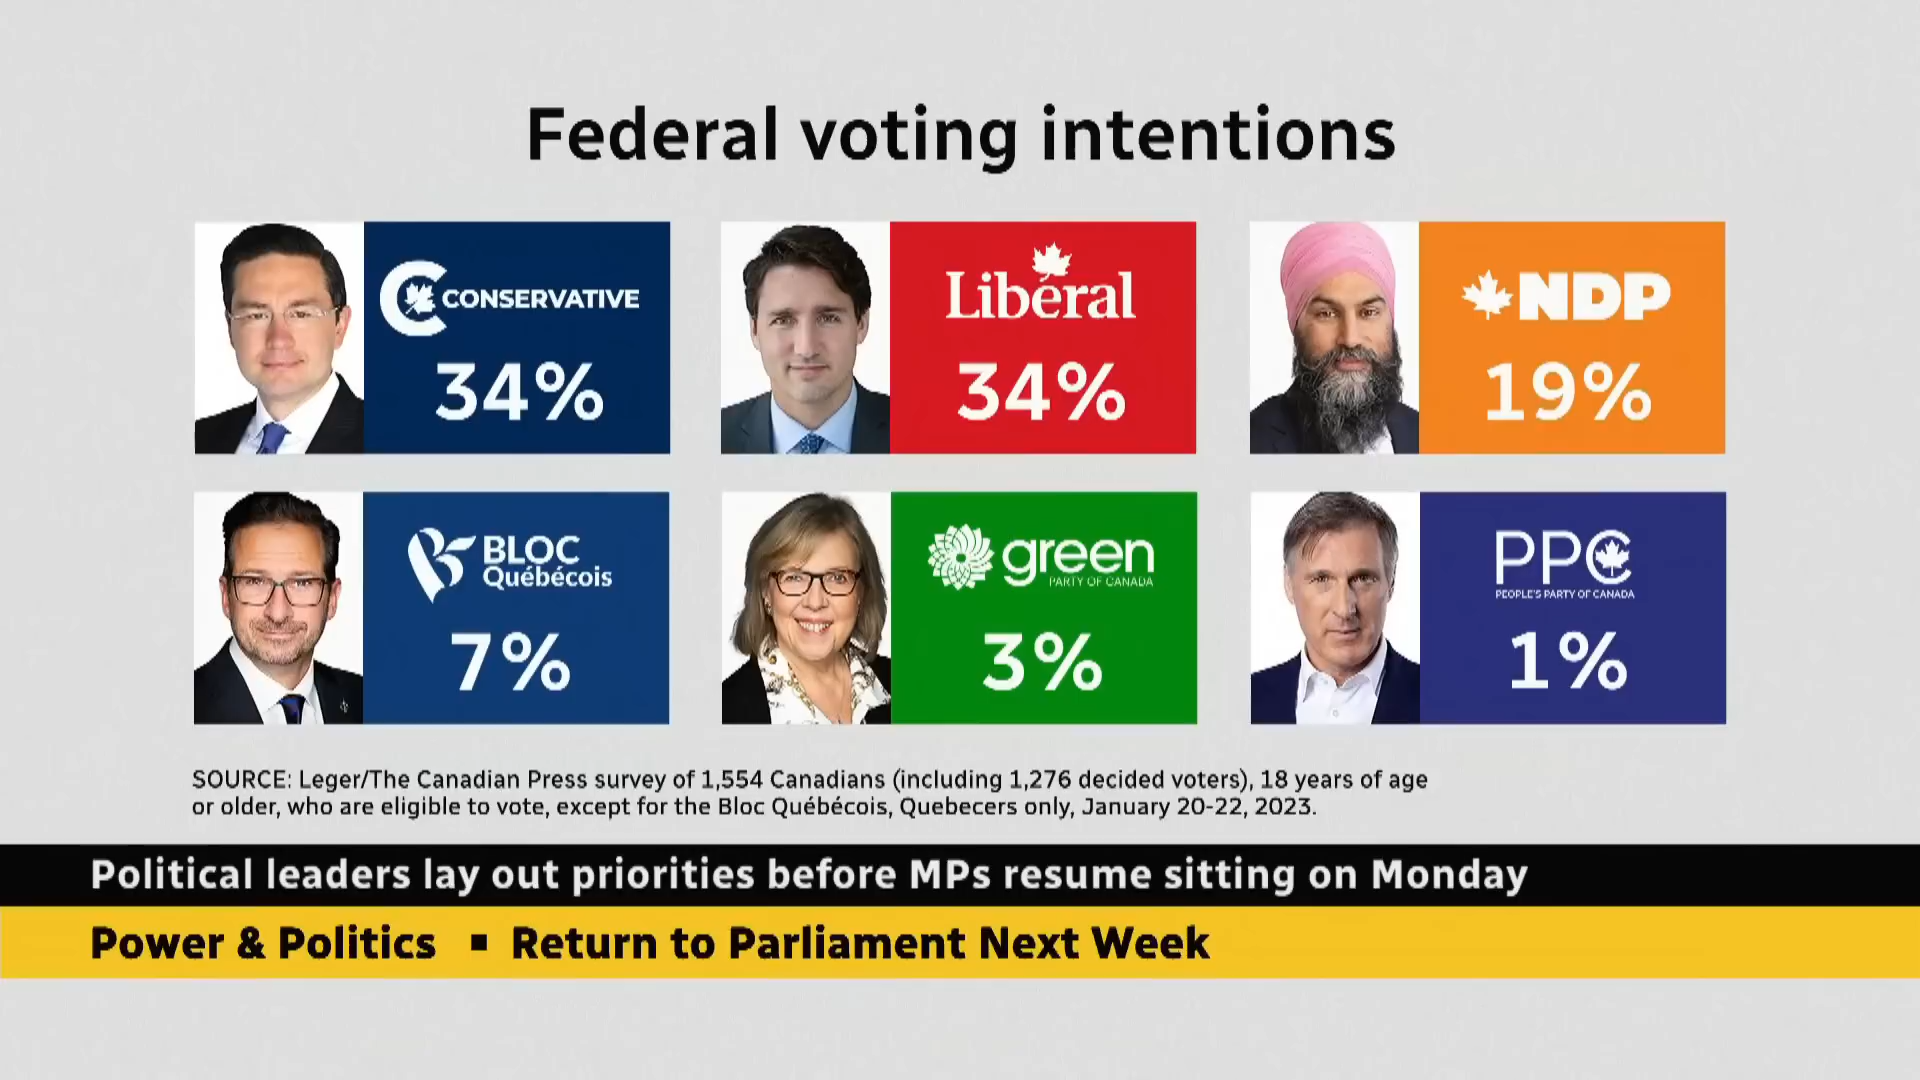 Federal voting intentions
CONSERVATIVE
34%
Liberal
34%
NDP
19%
BLOC
Québécois
7%
green
PARTY OF CANADA
3%
PPC
PEOPLE'S PARTY OF CANADA
1%
SOURCE: Leger/The Canadian Press survey of 1,554 Canadians (including 1,276 decided voters), 18 years of age
or older, who are eligible to vote, except for the Bloc Québécois, Quebecers only, January 20-22, 2023.
Political leaders lay out priorities before MPs resume sitting on Monday
Power & Politics ▪ Return to Parliament Next Week